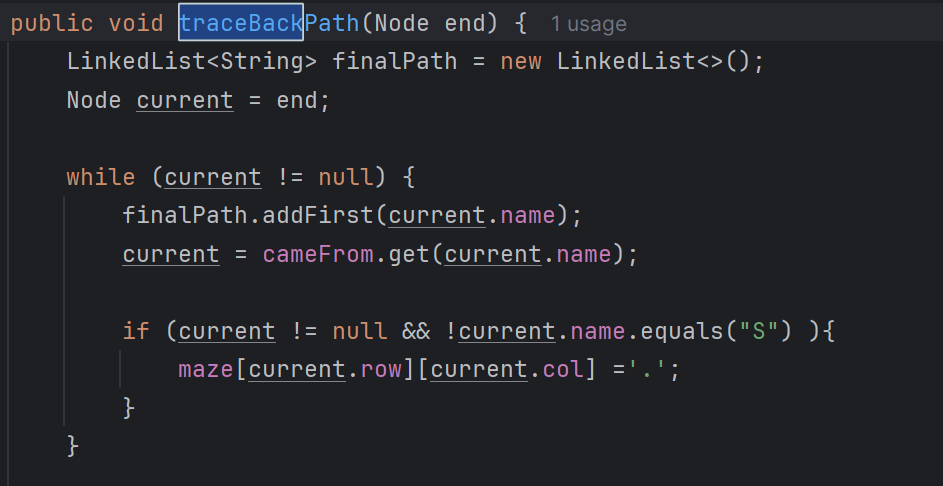 public void traceBackPath(Node end) { 1 usage
LinkedList<String> finalPath = new LinkedList<>();
Node current = end;
while (current != null) {
finalPath.addFirst(current.name);
current = cameFrom.get(current.name);
if (current != null && !current.name.equals("S") ){
maze[current.row][current.col] ='.';
}
}